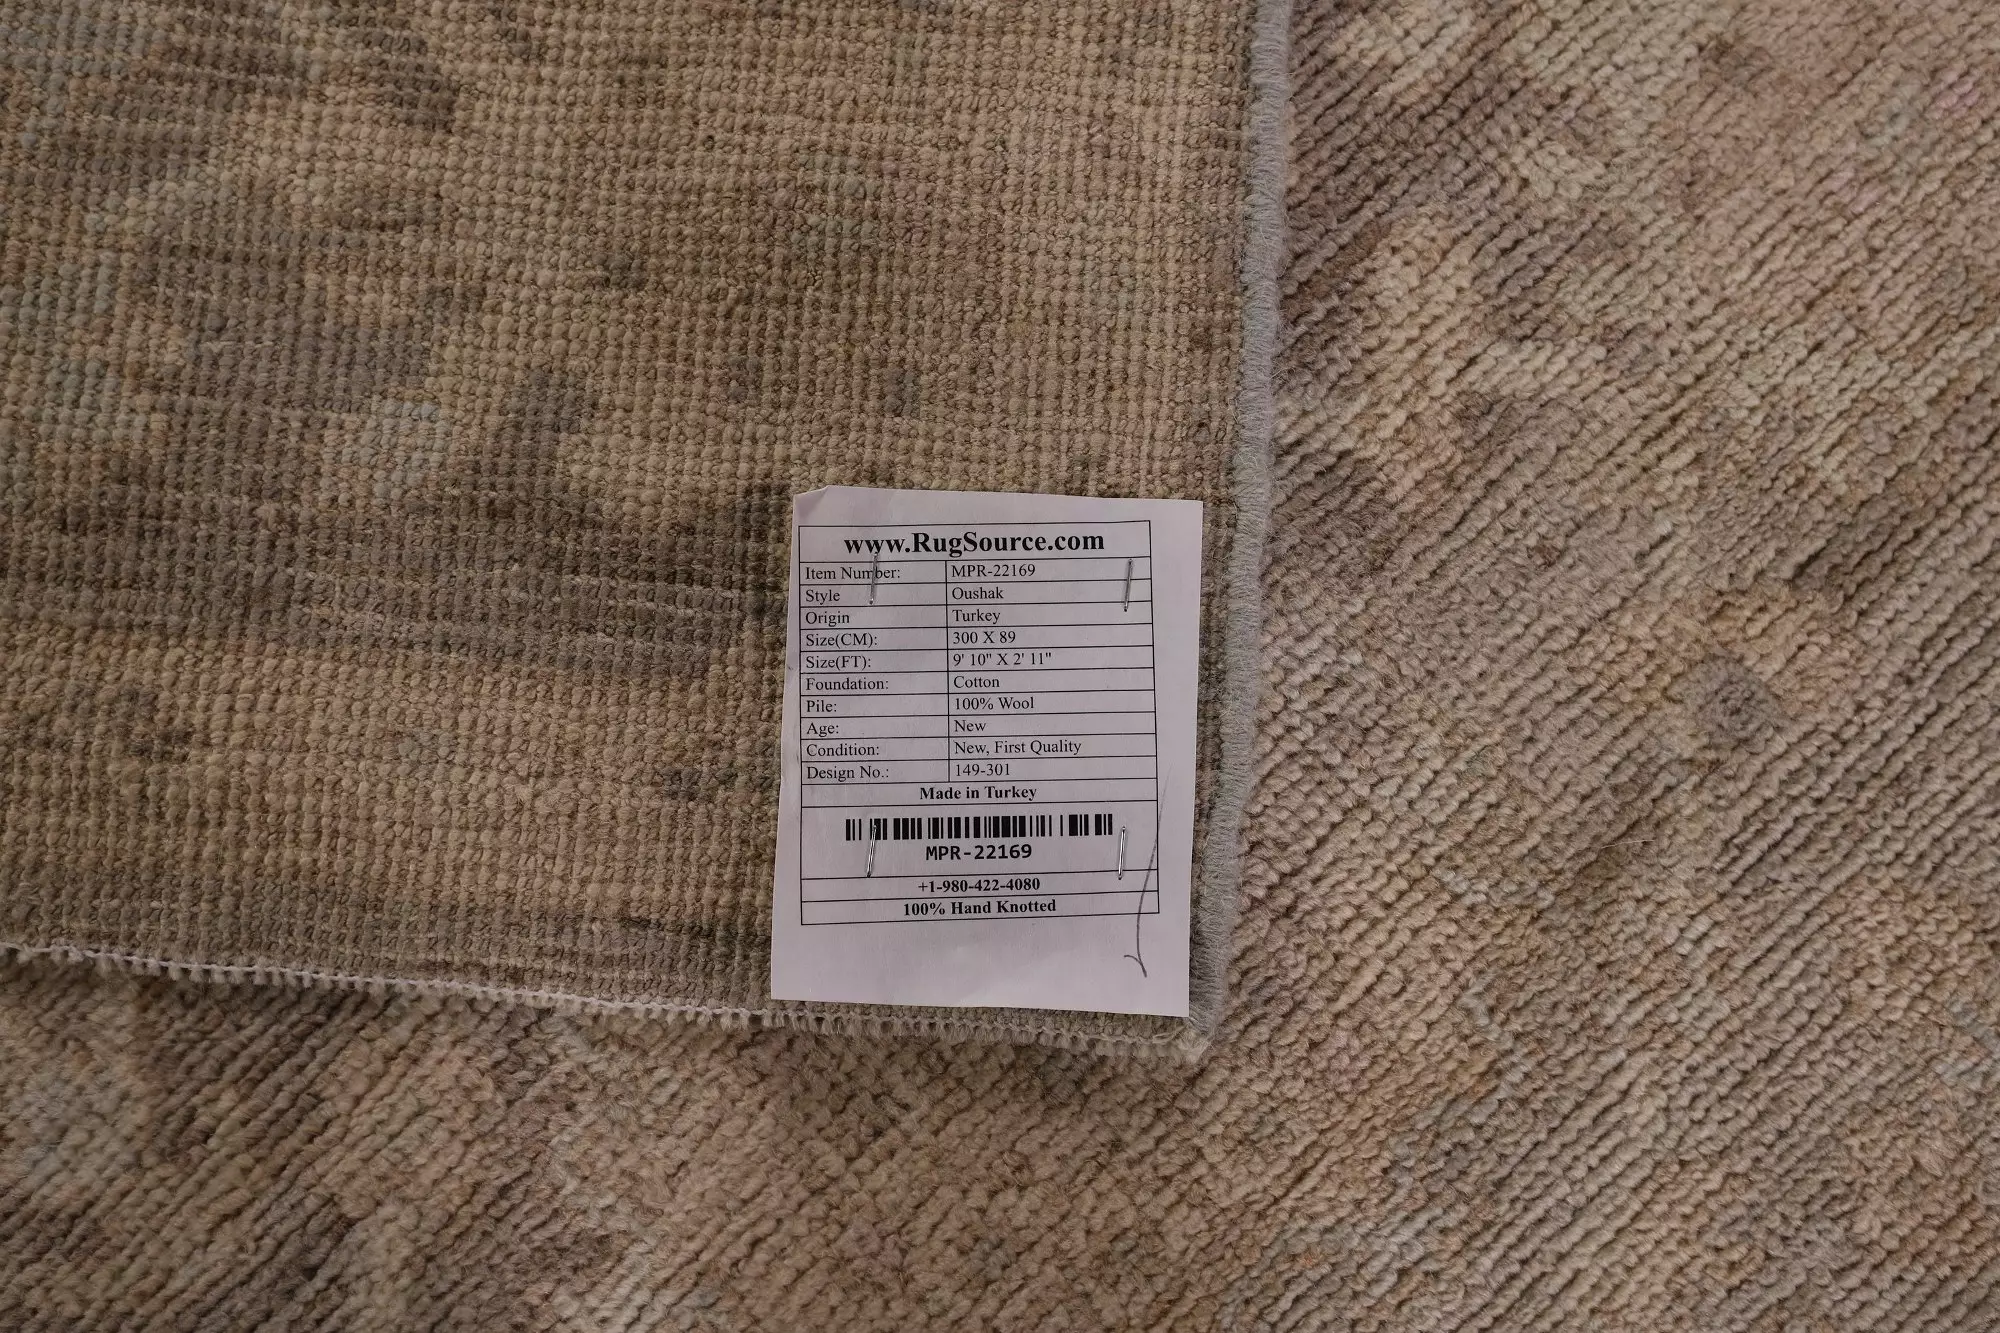 www.RugSource.com
Item Number: MPR-22169
Style Oushak
Origin Turkey
Size(CM): 300 X 89
Size(FT): 9' 10" X 2' 11"
Foundation: Cotton
Pile: 100% Wool
Age: New
Condition: New, First Quality
Design No.: 149-301
Made in Turkey
MPR-22169
+1-980-422-4080
100% Hand Knotted